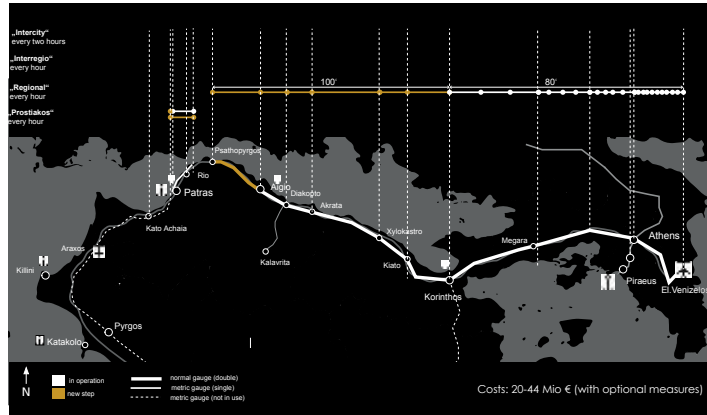 „Intercity“
every two hours
„Interregio“
every hour
„Regional“
every hour
„Prostiakos“
every hour
100'
80'
Psathopyrgos
Rio
Patras
Aigio
Diakopto
Akrata
Kato Achaia
Xylokastro
Araxos
Kalavrita
Kiato
Megara
Athens
Killini
Korinthos
Piraeus
El.Venizelos
Pyrgos
Katakolo
N
in operation
new step
normal gauge (double)
metric gauge (single)
metric gauge (not in use)
Costs: 20-44 Mio € (with optional measures)